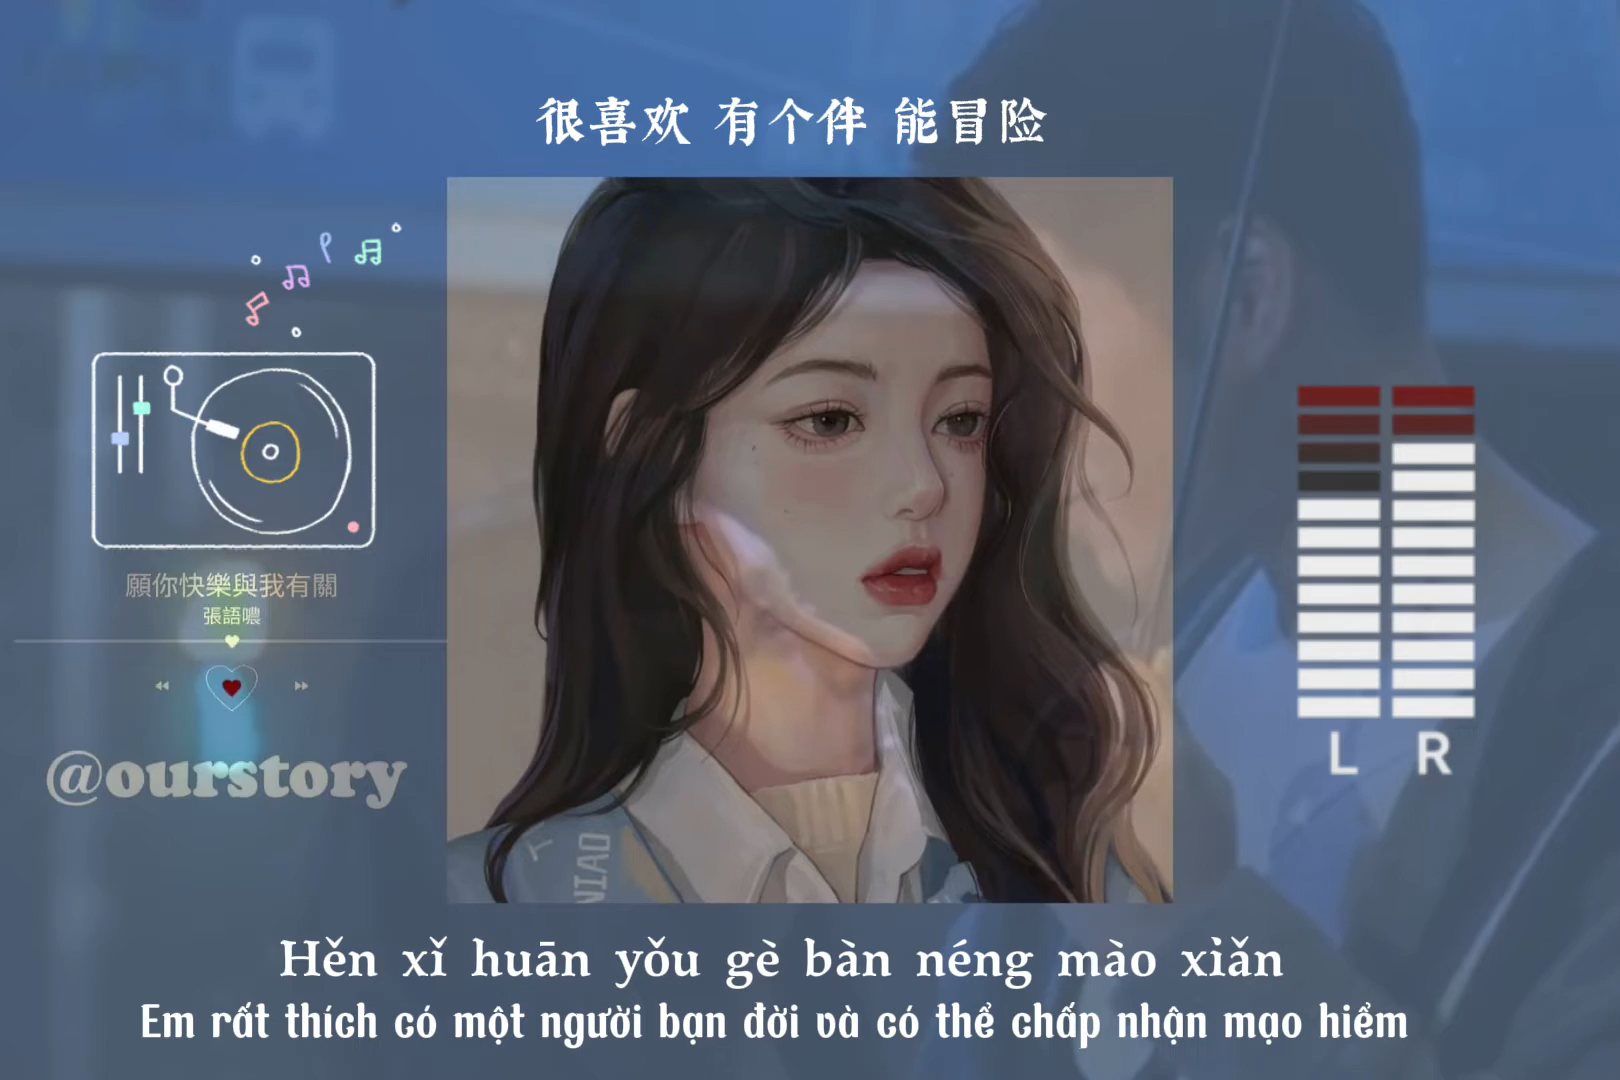 很喜欢 有个伴 能冒险
願你快樂與我有關
張語噥
@ourstory
NIAO
L R
Hěn xǐ huān yǒu gè bàn néng mào xiǎn
Em rất thích có một người bạn đời và có thể chấp nhận mạo hiểm